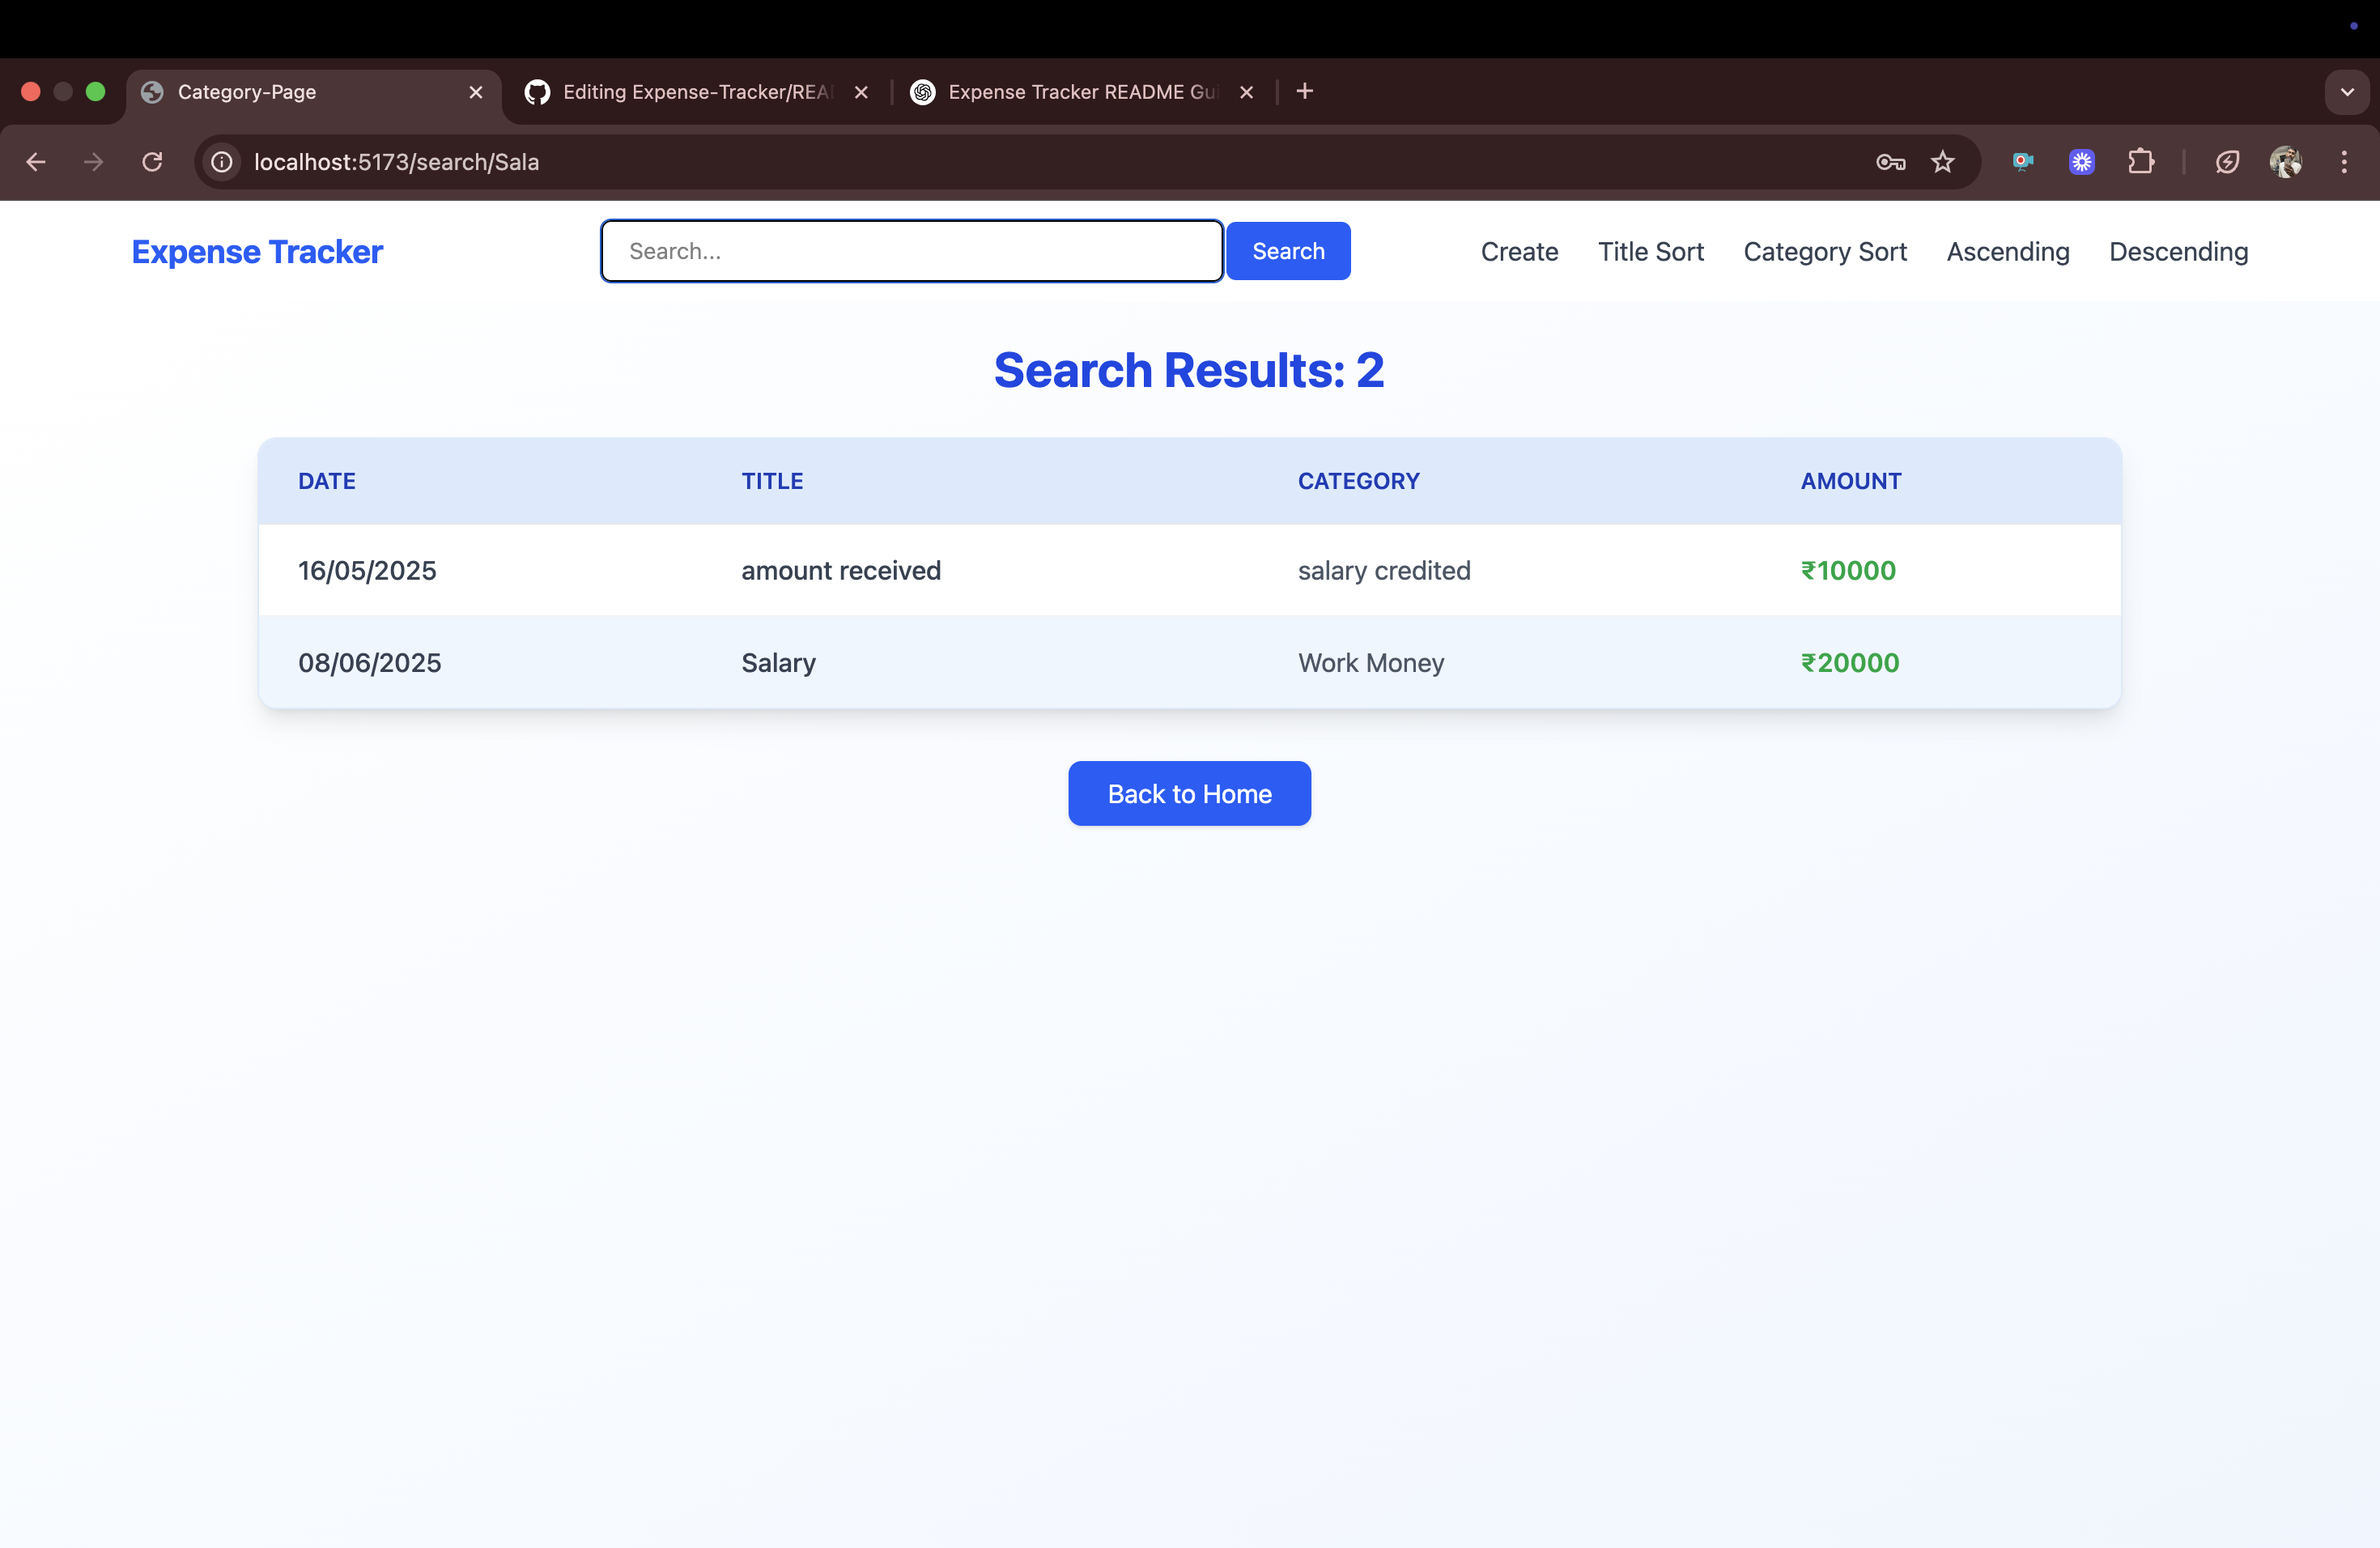 Category-Page
Editing Expense-Tracker/REA
Expense Tracker README Gui
localhost:5173/search/Sala
Expense Tracker
Search...
Search
Create
Title Sort
Category Sort
Ascending
Descending
Search Results: 2
DATE TITLE CATEGORY AMOUNT
16/05/2025 amount received salary credited ₹10000
08/06/2025 Salary Work Money ₹20000
Back to Home